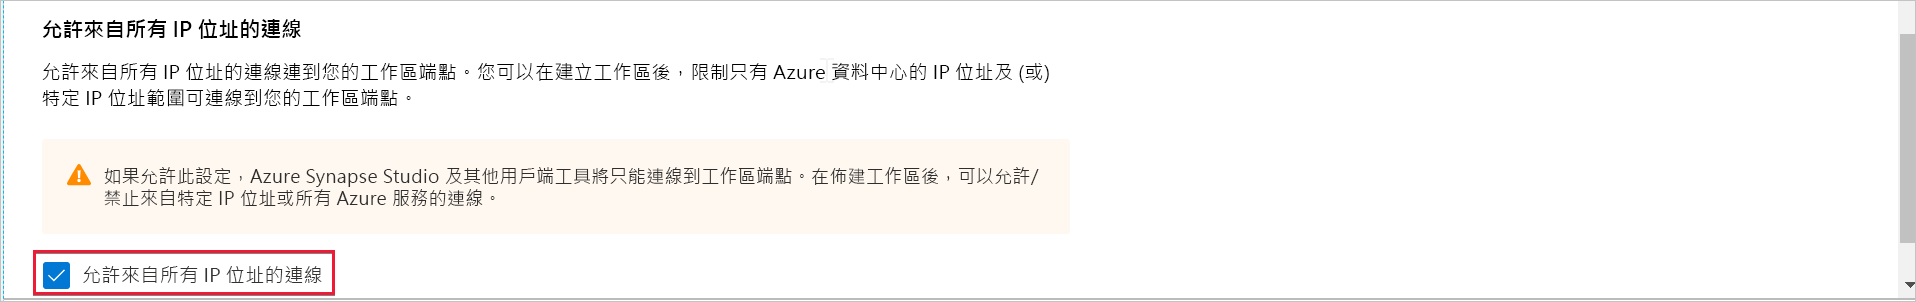 允許來自所有 IP 位址的連線
允許來自所有 IP 位址的連線連到您的工作區端點。您可以在建立工作區後，限制只有 Azure 資料中心的 IP 位址及 (或)
特定 IP 位址範圍可連線到您的工作區端點。
如果允許此設定，Azure Synapse Studio 及其他用戶端工具將只能連線到工作區端點。在佈建工作區後，可以允許/
禁止來自特定 IP 位址或所有 Azure 服務的連線。
允許來自所有 IP 位址的連線